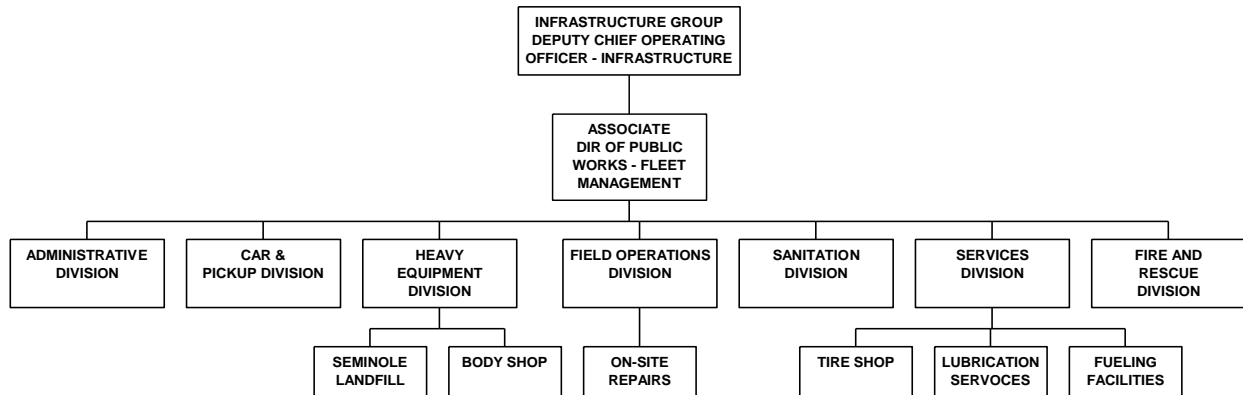 INFRASTRUCTURE GROUP
DEPUTY CHIEF OPERATING
OFFICER - INFRASTRUCTURE
ASSOCIATE
DIR OF PUBLIC
WORKS - FLEET
MANAGEMENT
ADMINISTRATIVE
DIVISION
CAR &
PICKUP DIVISION
HEAVY
EQUIPMENT
DIVISION
FIELD OPERATIONS
DIVISION
SANITATION
DIVISION
SERVICES
DIVISION
FIRE AND
RESCUE
DIVISION
SEMINOLE
LANDFILL
BODY SHOP
ON-SITE
REPAIRS
TIRE SHOP
LUBRICATION
SERVOCES
FUELING
FACILITIES